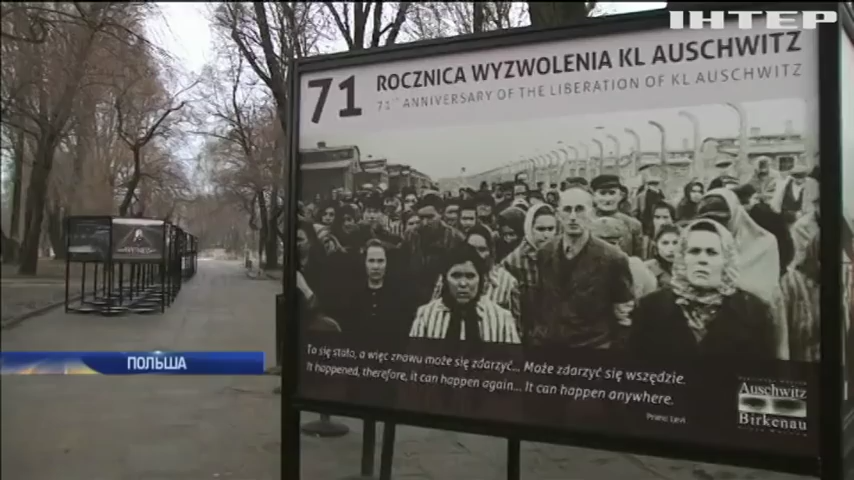 ІНТЕР
71 ROCZNICA WYZWOLENIA KL AUSCHWITZ
71ST ANNIVERSARY OF THE LIBERATION OF KL AUSCHWITZ
ПОЛЬША
To się stało, a więc znowu może się zdarzyć... Może zdarzyć się wszędzie.
It happened, therefore, it can happen again... It can happen anywhere.
Primo Levi
Auschwitz
Birkenau